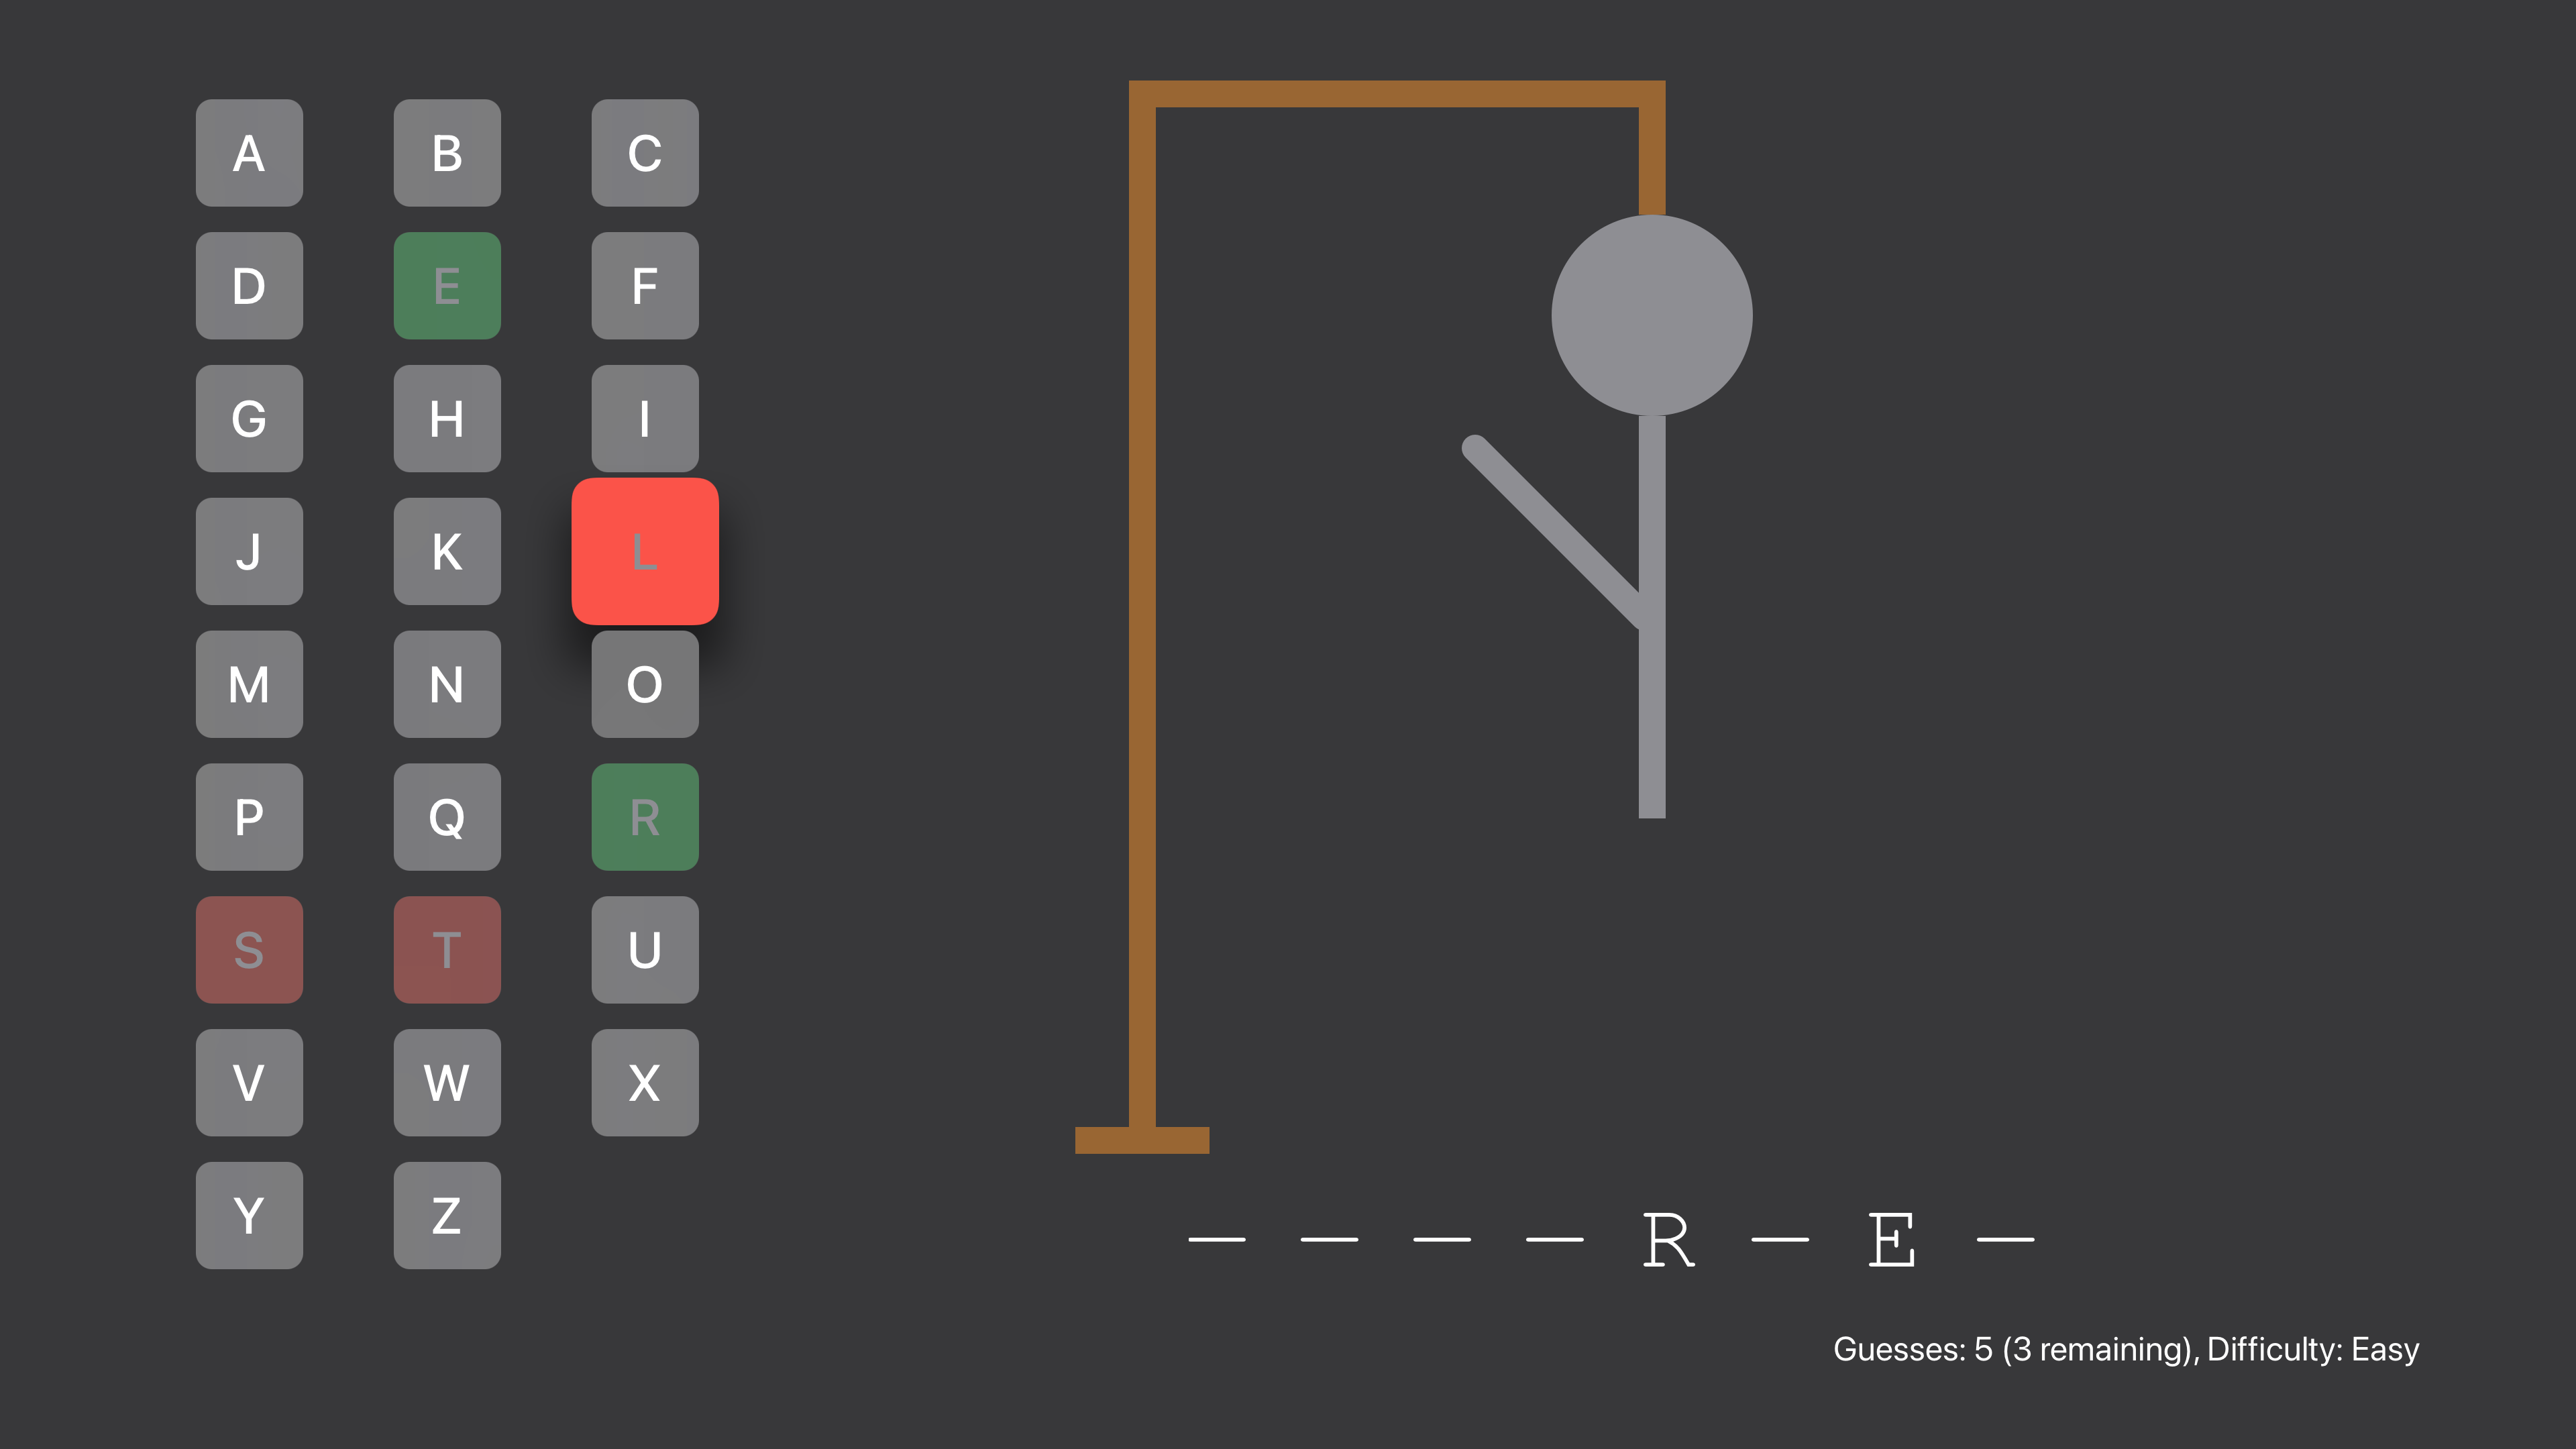 A B C
D E F
G H I
J K L
M N O
P Q R
S T U
V W X
Y Z
_ _ _ _ R _ E _
Guesses: 5 (3 remaining), Difficulty: Easy